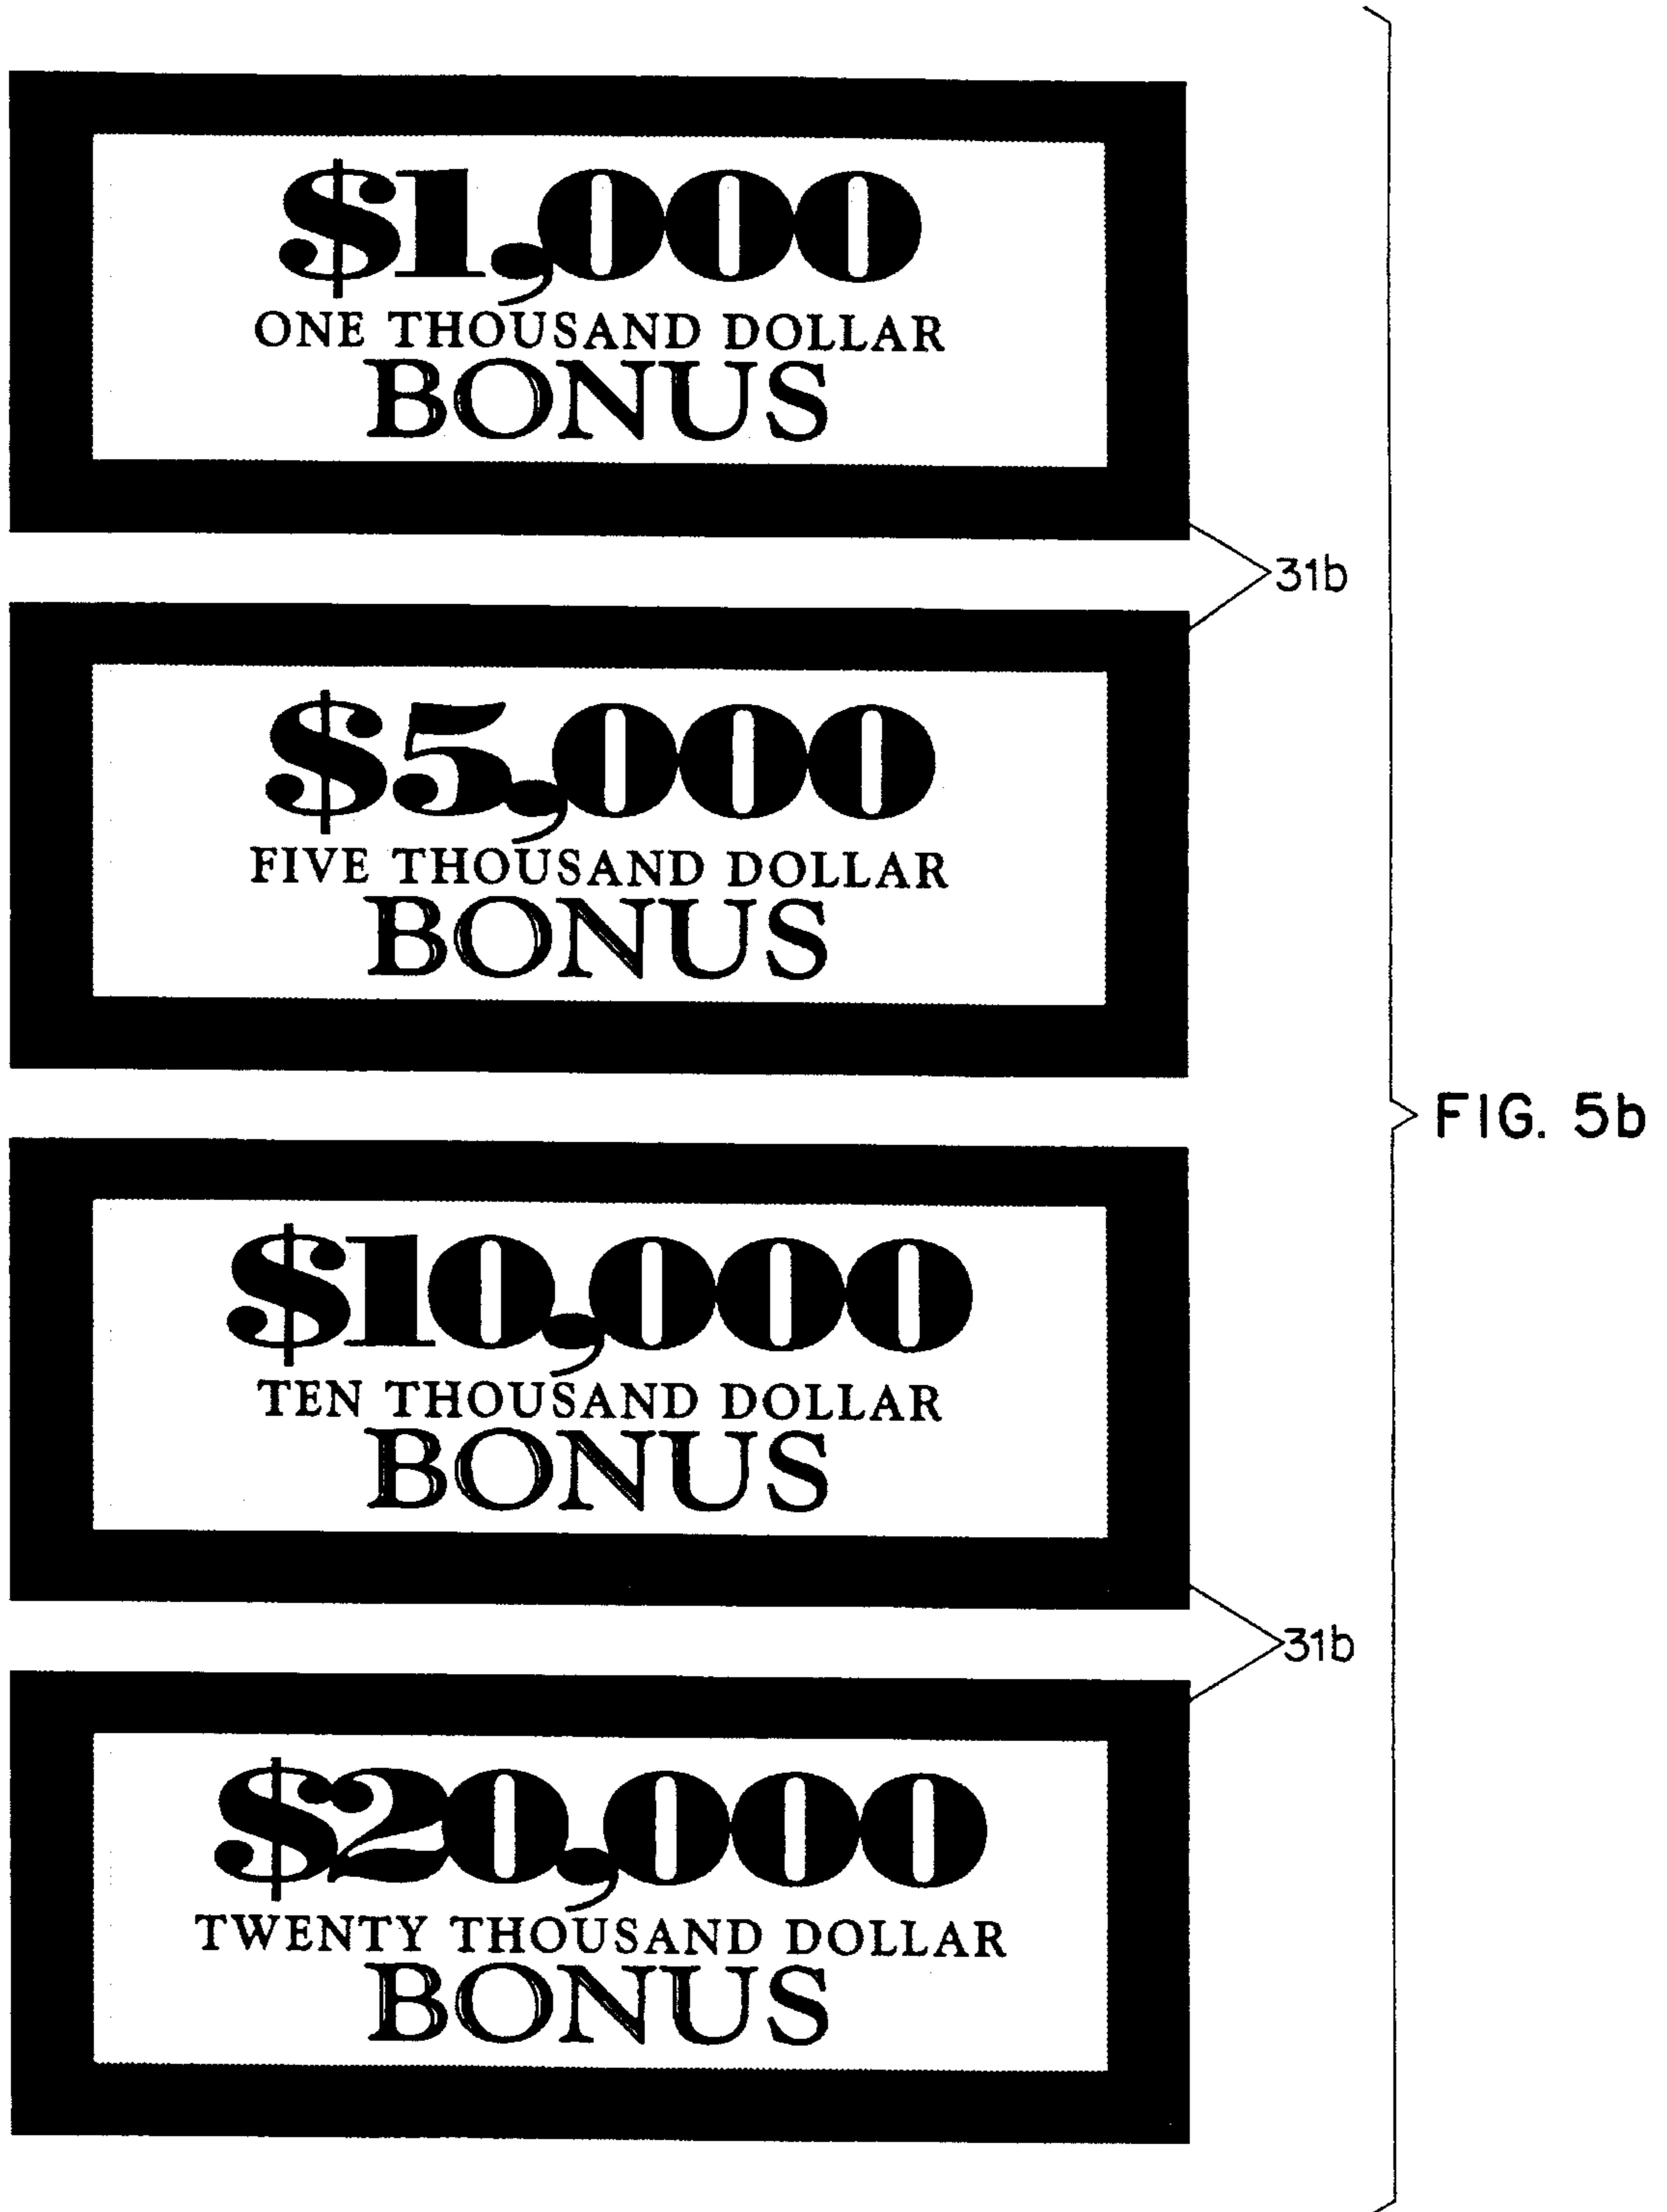 $1,000
ONE THOUSAND DOLLAR
BONUS
31b
$5,000
FIVE THOUSAND DOLLAR
BONUS
FIG. 5b
$10,000
TEN THOUSAND DOLLAR
BONUS
31b
$20,000
TWENTY THOUSAND DOLLAR
BONUS